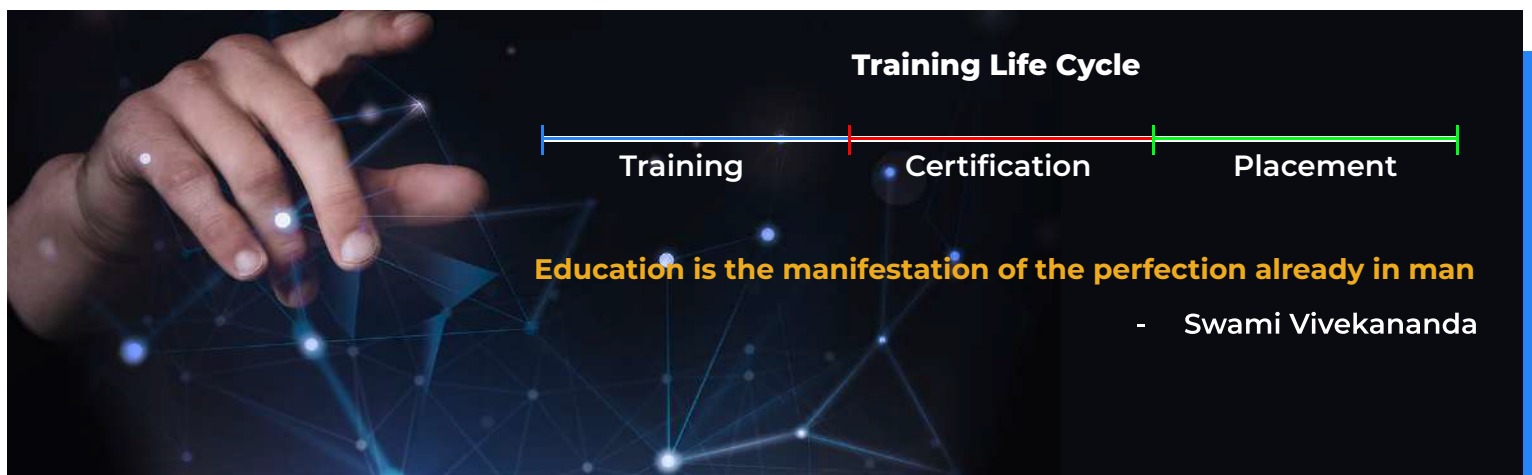 Training Life Cycle
Training Certification Placement
Education is the manifestation of the perfection already in man
- Swami Vivekananda